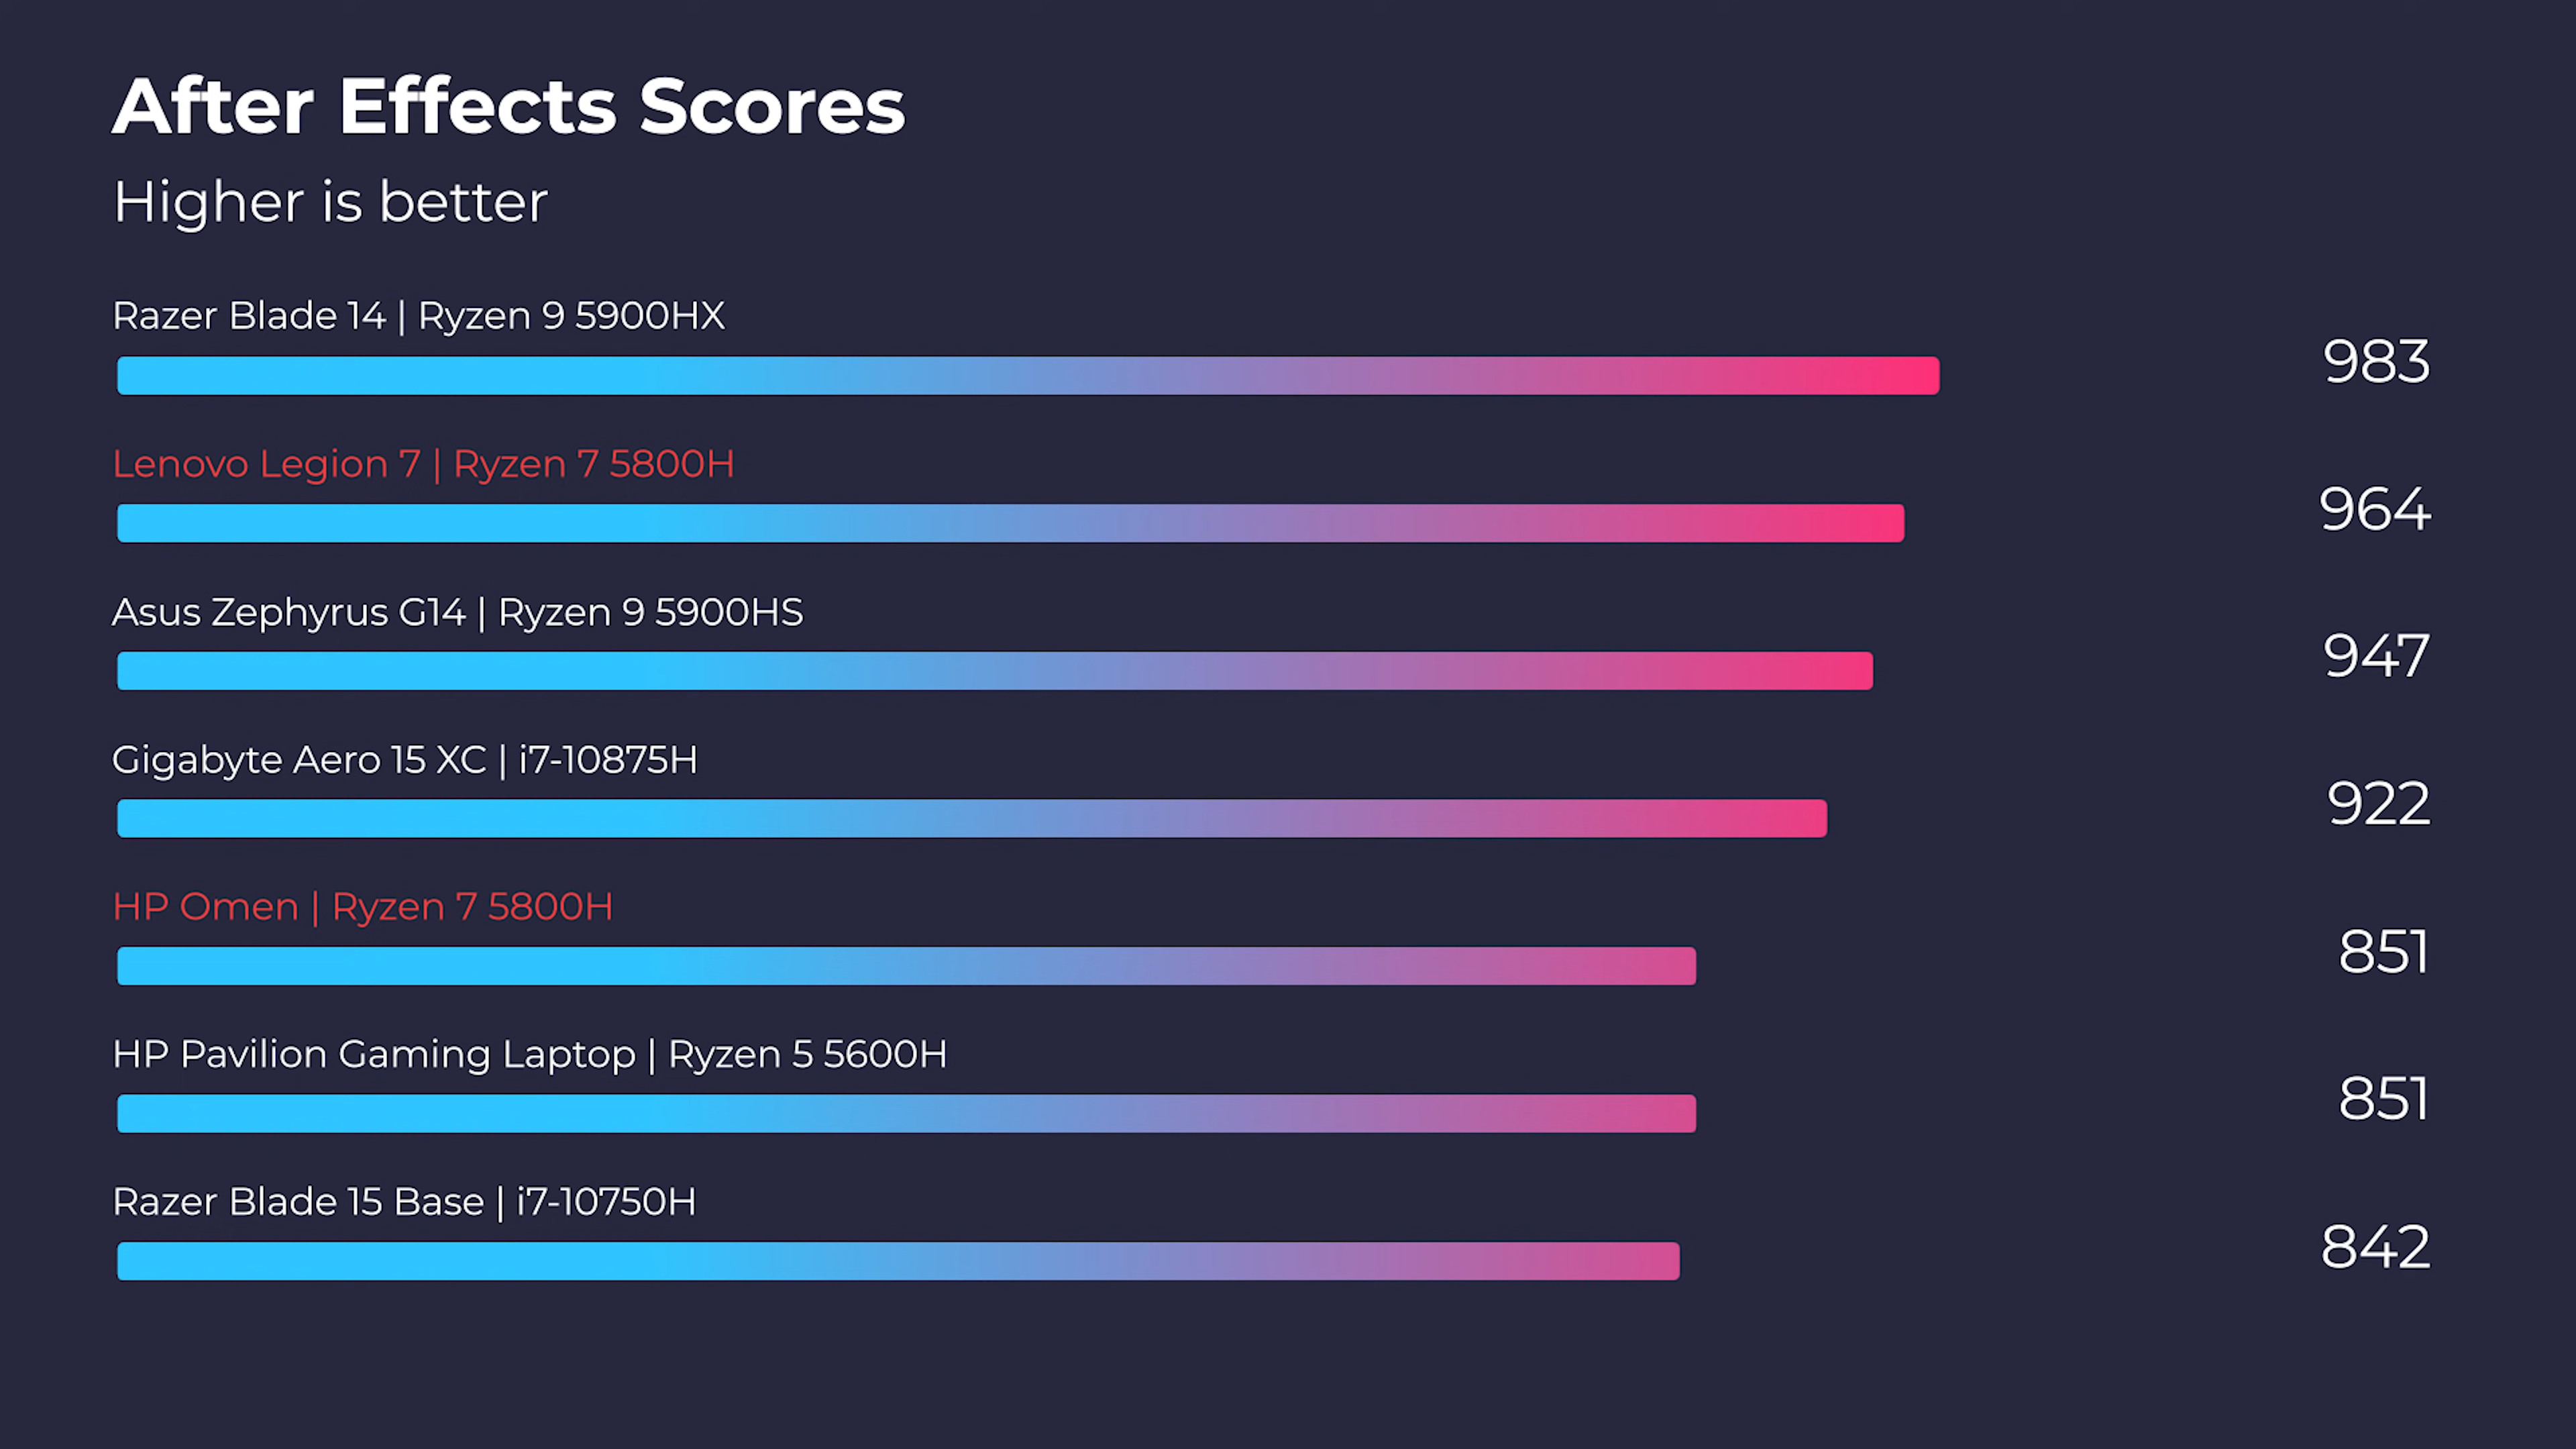 After Effects Scores
Higher is better
Razer Blade 14 | Ryzen 9 5900HX
983
Lenovo Legion 7 | Ryzen 7 5800H
964
Asus Zephyrus G14 | Ryzen 9 5900HS
947
Gigabyte Aero 15 XC | i7-10875H
922
HP Omen | Ryzen 7 5800H
851
HP Pavilion Gaming Laptop | Ryzen 5 5600H
851
Razer Blade 15 Base | i7-10750H
842